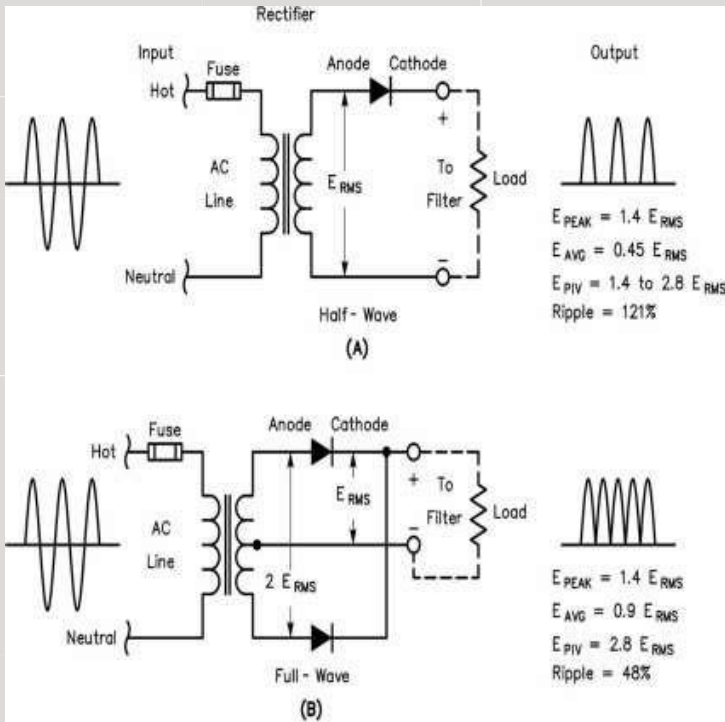 Rectifier
Input
Output
Fuse
Hot
Anode Cathode
+
AC
Line
E RMS
To
Filter
Load
Neutral
−
Half - Wave
(A)
E PEAK = 1.4 E RMS
E AVG = 0.45 E RMS
E PIV = 1.4 to 2.8 E RMS
Ripple = 121%
Fuse
Hot
Anode Cathode
+
AC
Line
E RMS
2 E RMS
To
Filter
Load
−
Neutral
Full - Wave
(B)
E PEAK = 1.4 E RMS
E AVG = 0.9 E RMS
E PIV = 2.8 E RMS
Ripple = 48%